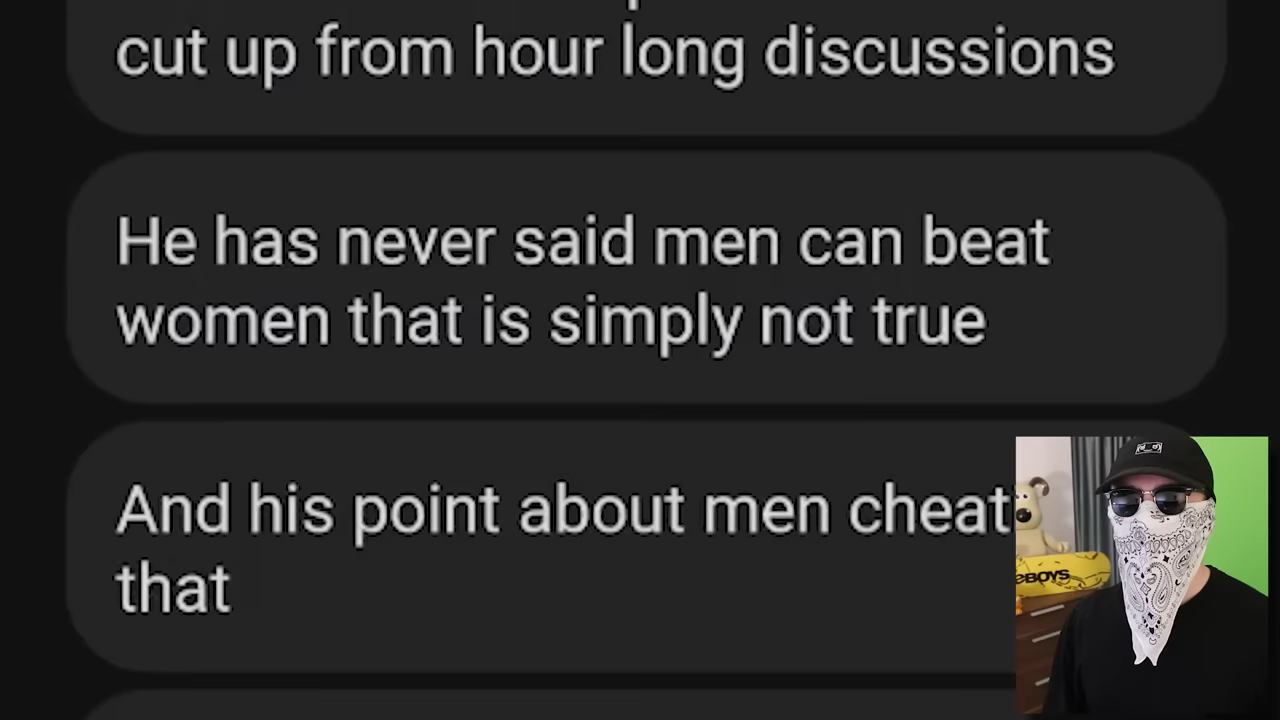 cut up from hour long discussions
He has never said men can beat
women that is simply not true
And his point about men cheat
that
BOYS